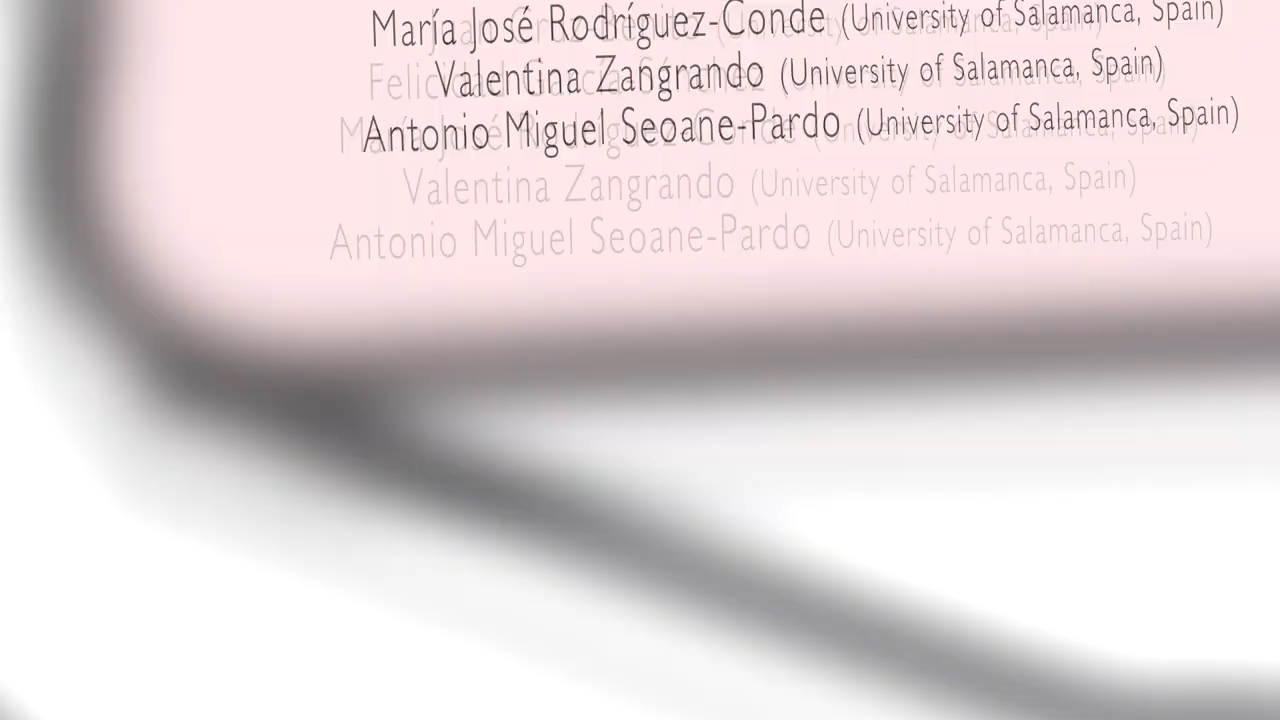 María José Rodríguez-Conde (University of Salamanca, Spain)
Valentina Zangrando (University of Salamanca, Spain)
Antonio Miguel Seoane-Pardo (University of Salamanca, Spain)
Valentina Zangrando (University of Salamanca, Spain)
Antonio Miguel Seoane-Pardo (University of Salamanca, Spain)